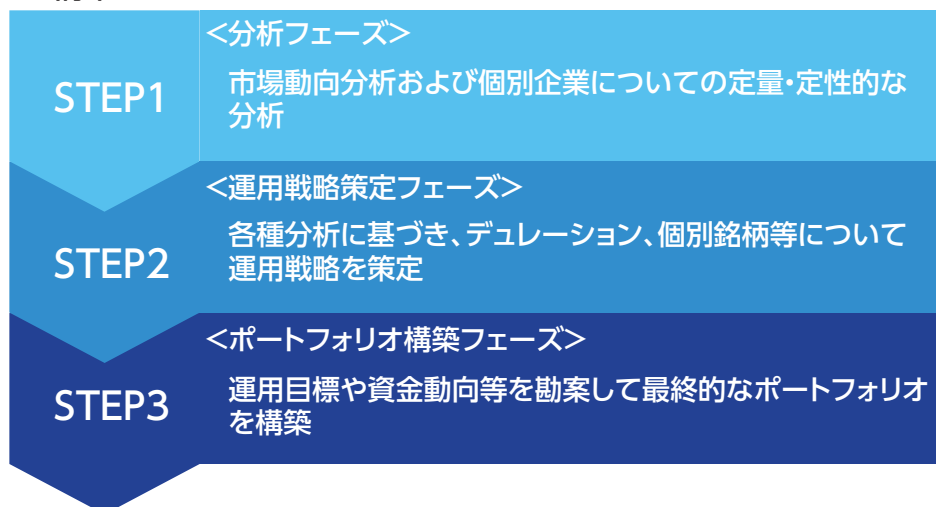 STEP1
<分析フェーズ>
市場動向分析および個別企業についての定量・定性的な
分析
STEP2
<運用戦略策定フェーズ>
各種分析に基づき、デュレーション、個別銘柄等について
運用戦略を策定
STEP3
<ポートフォリオ構築フェーズ>
運用目標や資金動向等を勘案して最終的なポートフォリオ
を構築